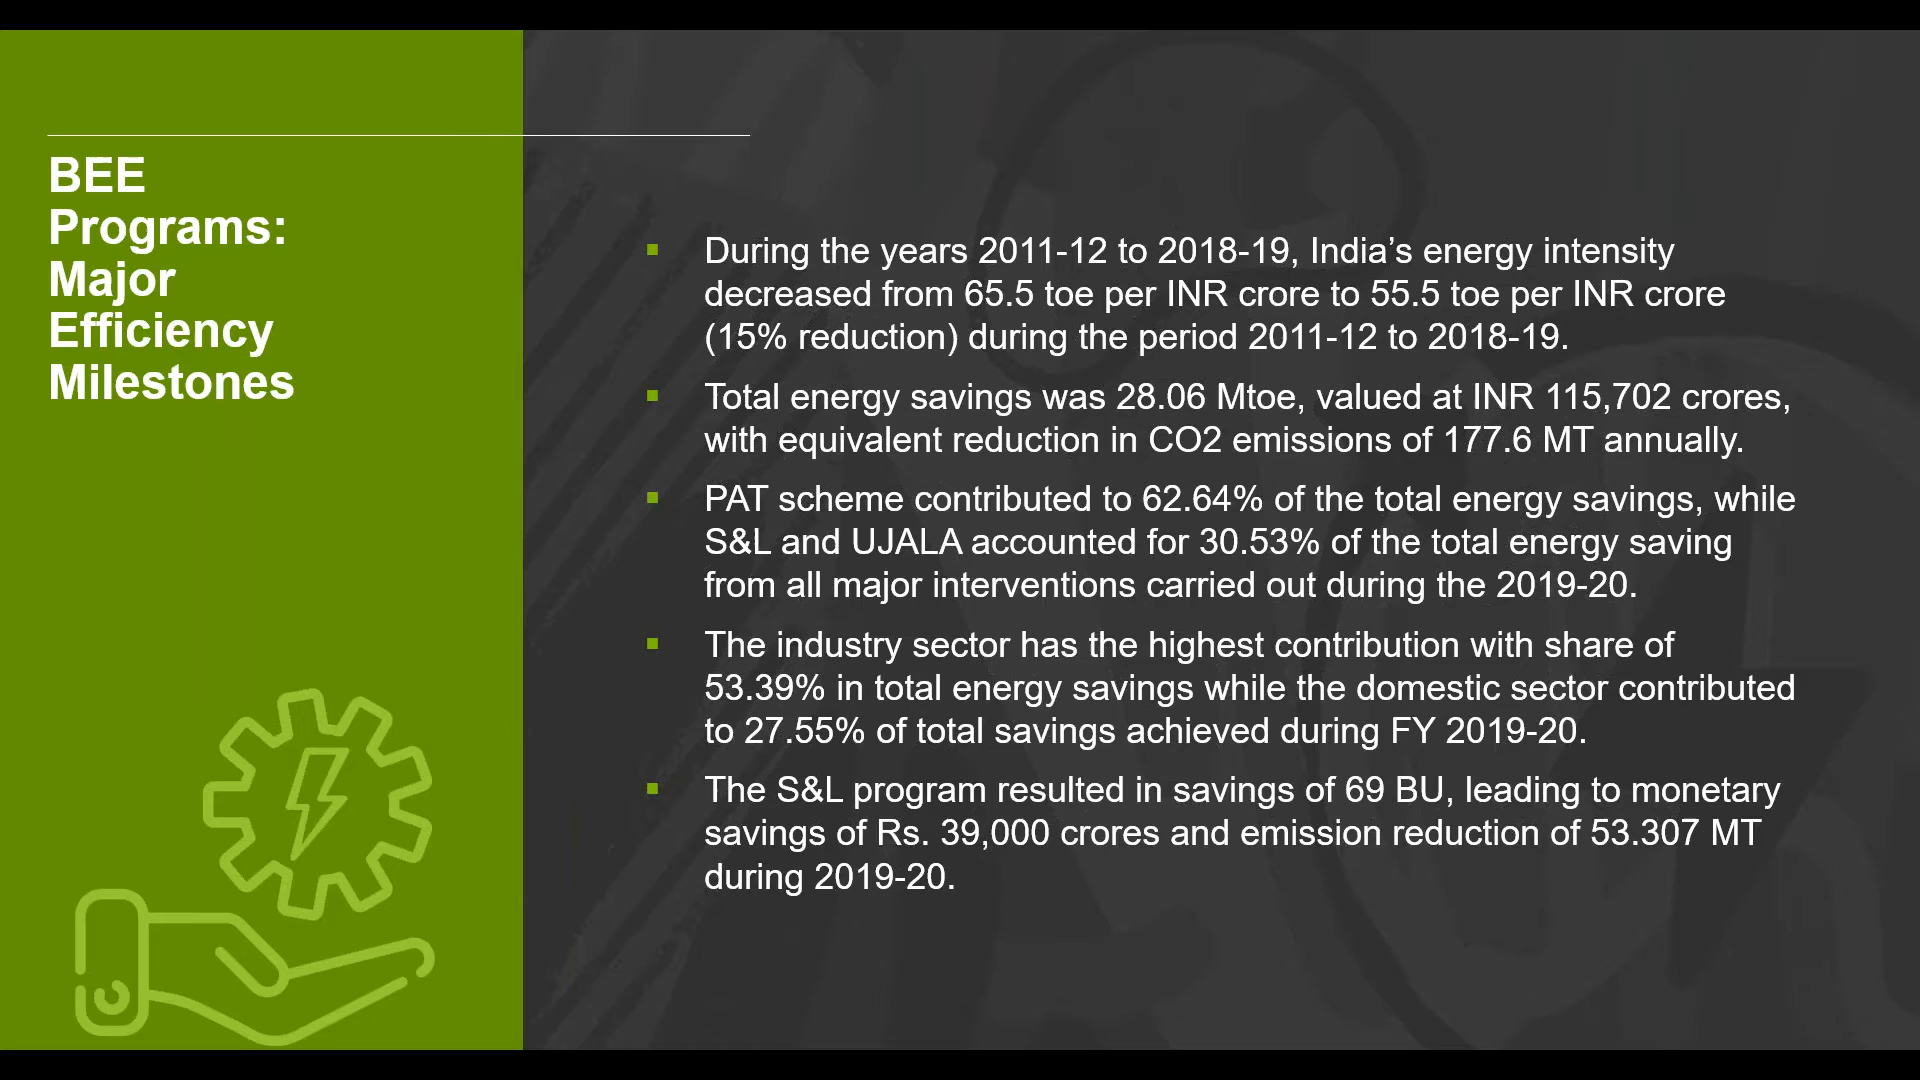 BEE
Programs:
Major
Efficiency
Milestones
▪ During the years 2011-12 to 2018-19, India’s energy intensity
decreased from 65.5 toe per INR crore to 55.5 toe per INR crore
(15% reduction) during the period 2011-12 to 2018-19.
▪ Total energy savings was 28.06 Mtoe, valued at INR 115,702 crores,
with equivalent reduction in CO2 emissions of 177.6 MT annually.
▪ PAT scheme contributed to 62.64% of the total energy savings, while
S&L and UJALA accounted for 30.53% of the total energy saving
from all major interventions carried out during the 2019-20.
▪ The industry sector has the highest contribution with share of
53.39% in total energy savings while the domestic sector contributed
to 27.55% of total savings achieved during FY 2019-20.
▪ The S&L program resulted in savings of 69 BU, leading to monetary
savings of Rs. 39,000 crores and emission reduction of 53.307 MT
during 2019-20.